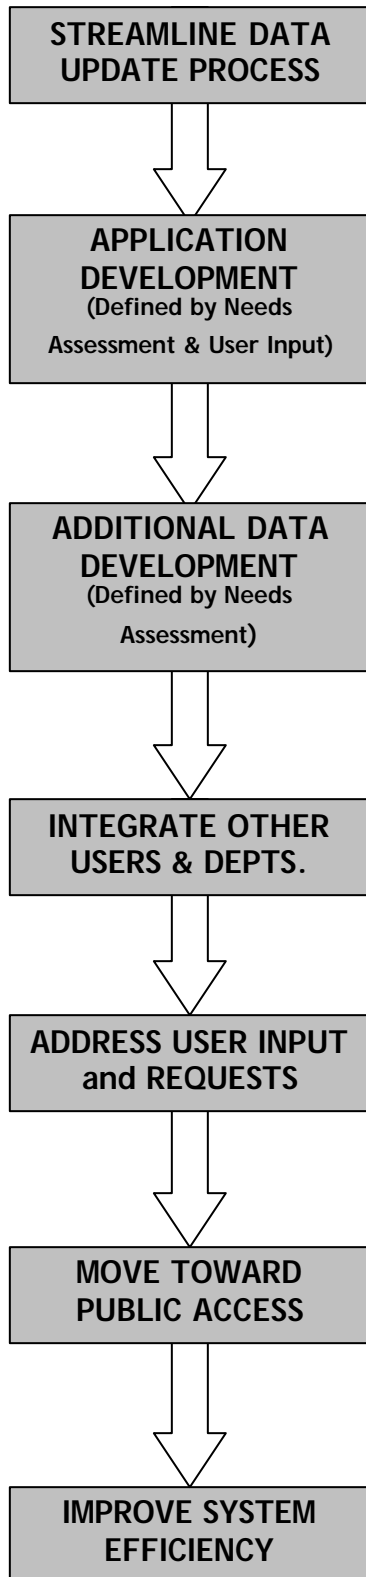 STREAMLINE DATA
UPDATE PROCESS
APPLICATION
DEVELOPMENT
(Defined by Needs
Assessment & User Input)
ADDITIONAL DATA
DEVELOPMENT
(Defined by Needs
Assessment)
INTEGRATE OTHER
USERS & DEPTS.
ADDRESS USER INPUT
and REQUESTS
MOVE TOWARD
PUBLIC ACCESS
IMPROVE SYSTEM
EFFICIENCY